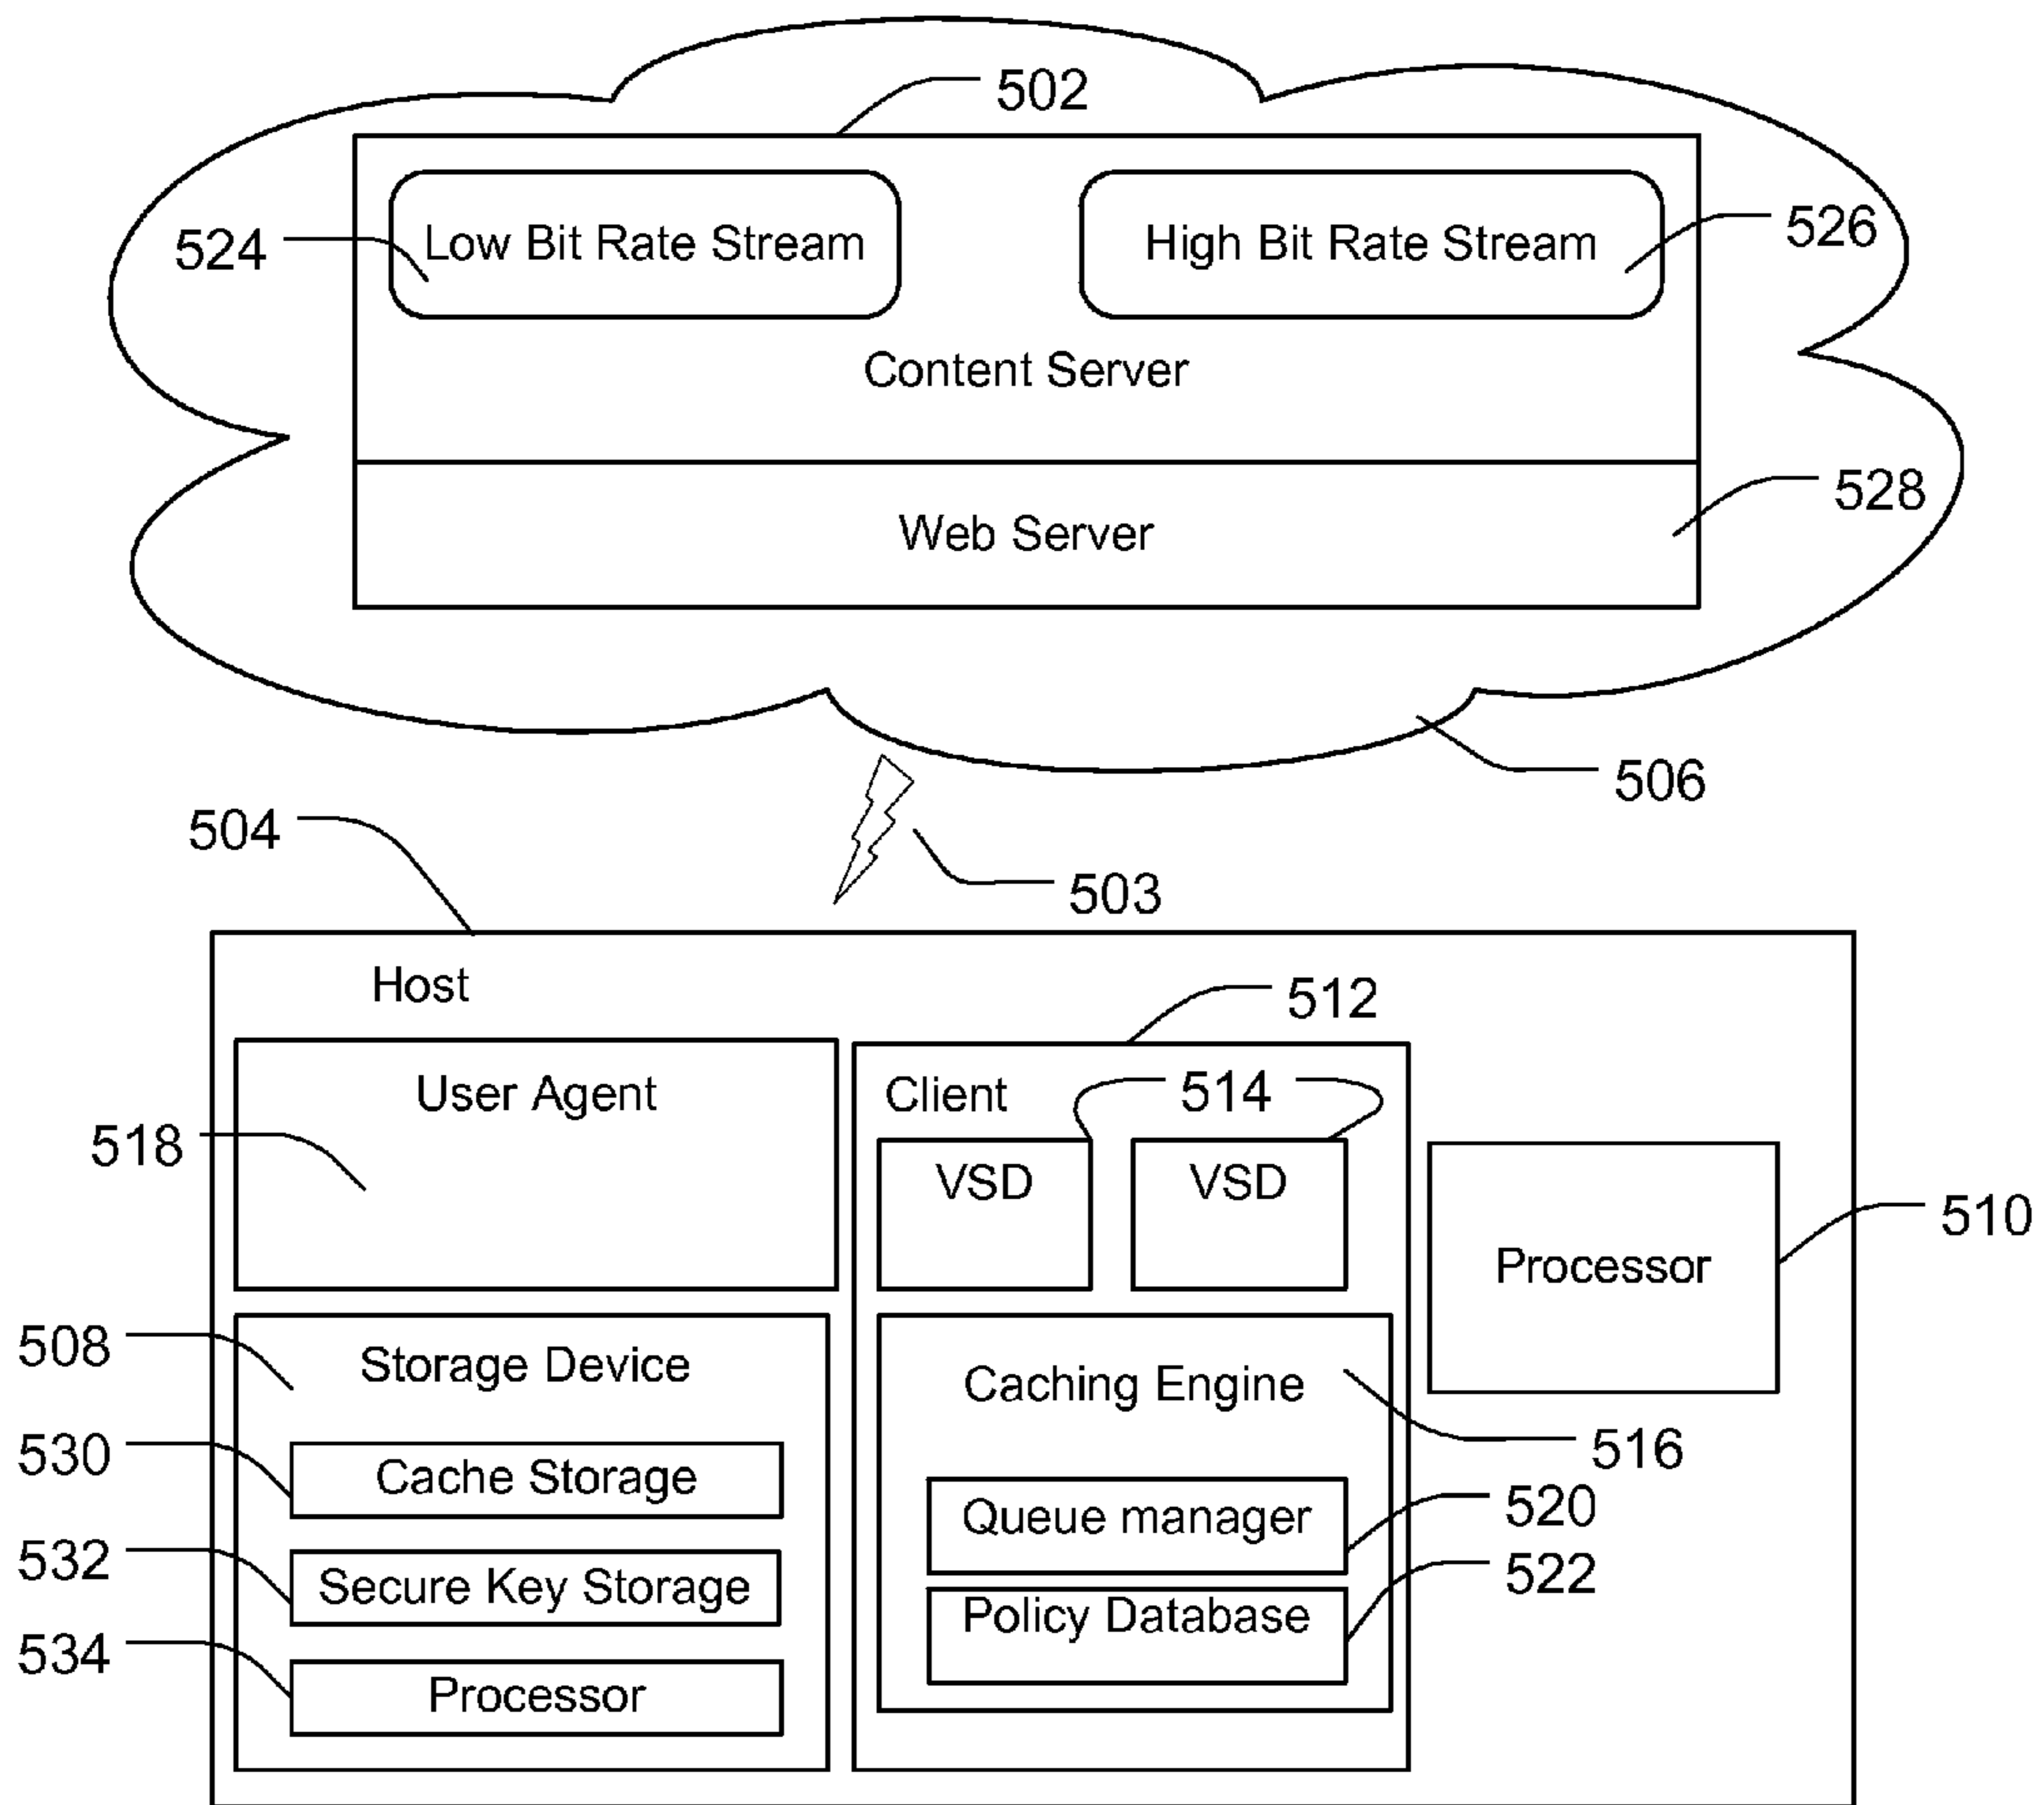 502
524
Low Bit Rate Stream
High Bit Rate Stream
526
Content Server
528
Web Server
506
504
503
Host
512
User Agent
Client
514
518
VSD
VSD
510
Processor
508
Storage Device
Caching Engine
516
530
Cache Storage
Queue manager
520
532
Secure Key Storage
Policy Database
522
534
Processor